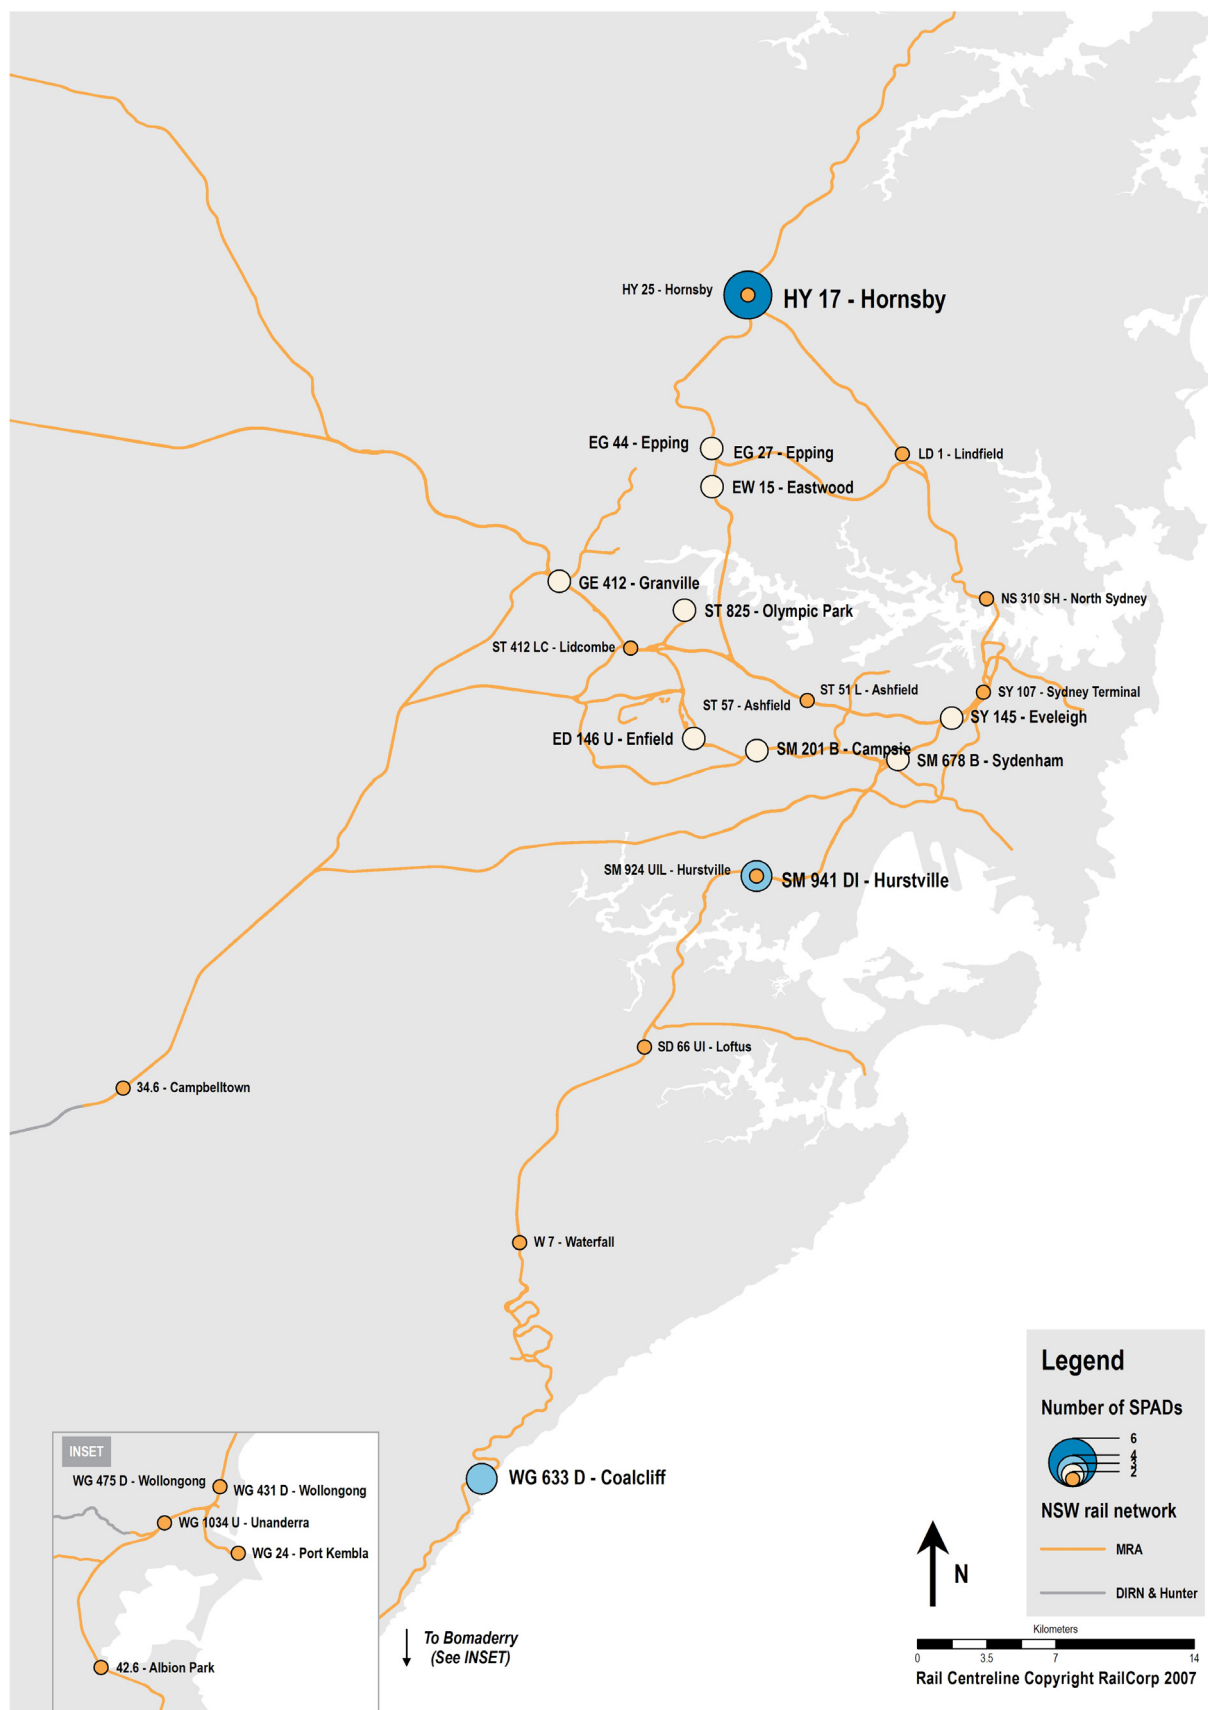 HY 25 - Hornsby
HY 17 - Hornsby
EG 44 - Epping
EG 27 - Epping
LD 1 - Lindfield
EW 15 - Eastwood
GE 412 - Granville
ST 825 - Olympic Park
NS 310 SH - North Sydney
ST 412 LC - Lidcombe
ST 51 L - Ashfield
SY 107 - Sydney Terminal
ST 57 - Ashfield
SY 145 - Eveleigh
ED 146 U - Enfield
SM 201 B - Campsie
SM 678 B - Sydenham
SM 924 UIL - Hurstville
SM 941 DI - Hurstville
SD 66 UI - Loftus
34.6 - Campbelltown
W 7 - Waterfall
WG 633 D - Coalcliff
INSET
WG 475 D - Wollongong
WG 431 D - Wollongong
WG 1034 U - Unanderra
WG 24 - Port Kembla
42.6 - Albion Park
To Bomaderry
(See INSET)
N
Legend
Number of SPADs
6
4
3
2
NSW rail network
MRA
DIRN & Hunter
Kilometers
0 3.5 7 14
Rail Centreline Copyright RailCorp 2007